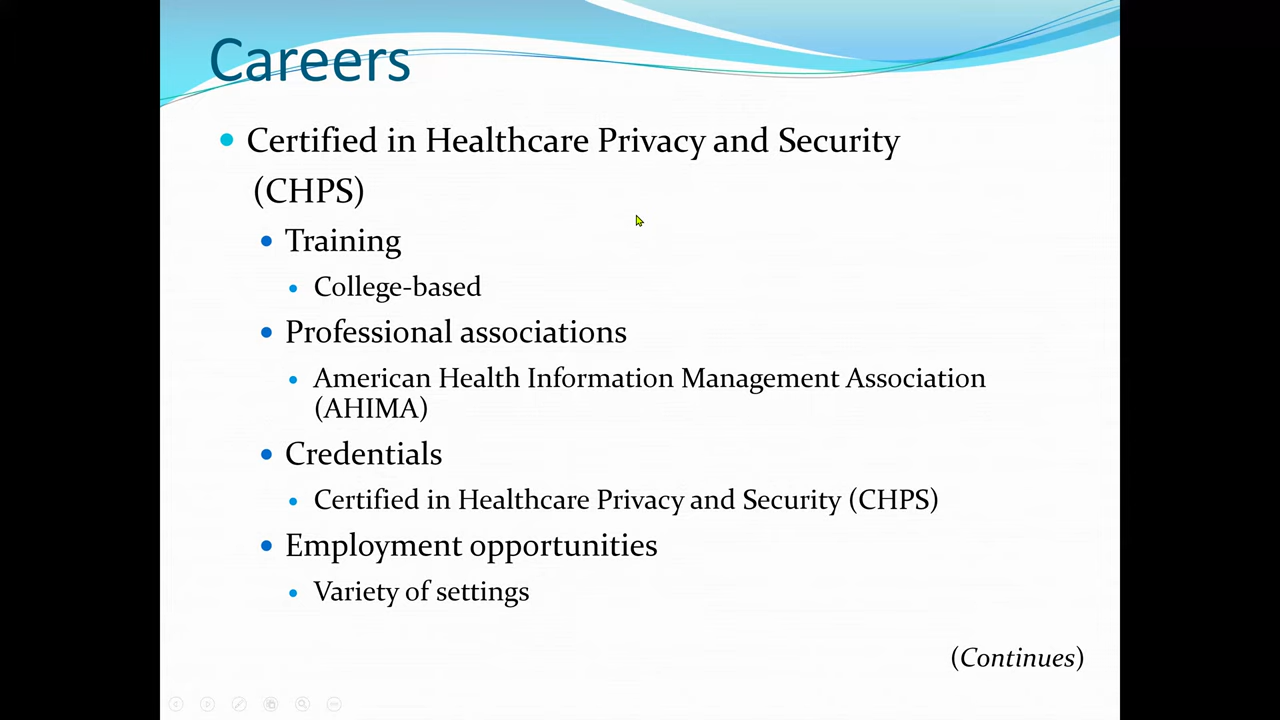 Careers
Certified in Healthcare Privacy and Security
(CHPS)
Training
College-based
Professional associations
American Health Information Management Association
(AHIMA)
Credentials
Certified in Healthcare Privacy and Security (CHPS)
Employment opportunities
Variety of settings
(Continues)